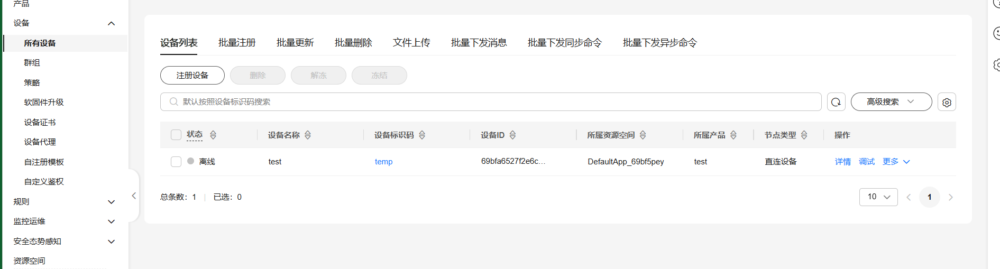 产品
设备
所有设备
群组
策略
软固件升级
设备证书
设备代理
自注册模板
自定义鉴权
规则
监控运维
安全态势感知
资源空间
设备列表 批量注册 批量更新 批量删除 文件上传 批量下发消息 批量下发同步命令 批量下发异步命令
注册设备 删除 解冻 冻结
默认按照设备标识码搜索 高级搜索
状态 设备名称 设备标识码 设备ID 所属资源空间 所属产品 节点类型 操作
离线 test temp 69bfa6527f2e6c... DefaultApp_69bf5pey test 直连设备 详情 调试 更多
总条数：1 已选：0 10 1